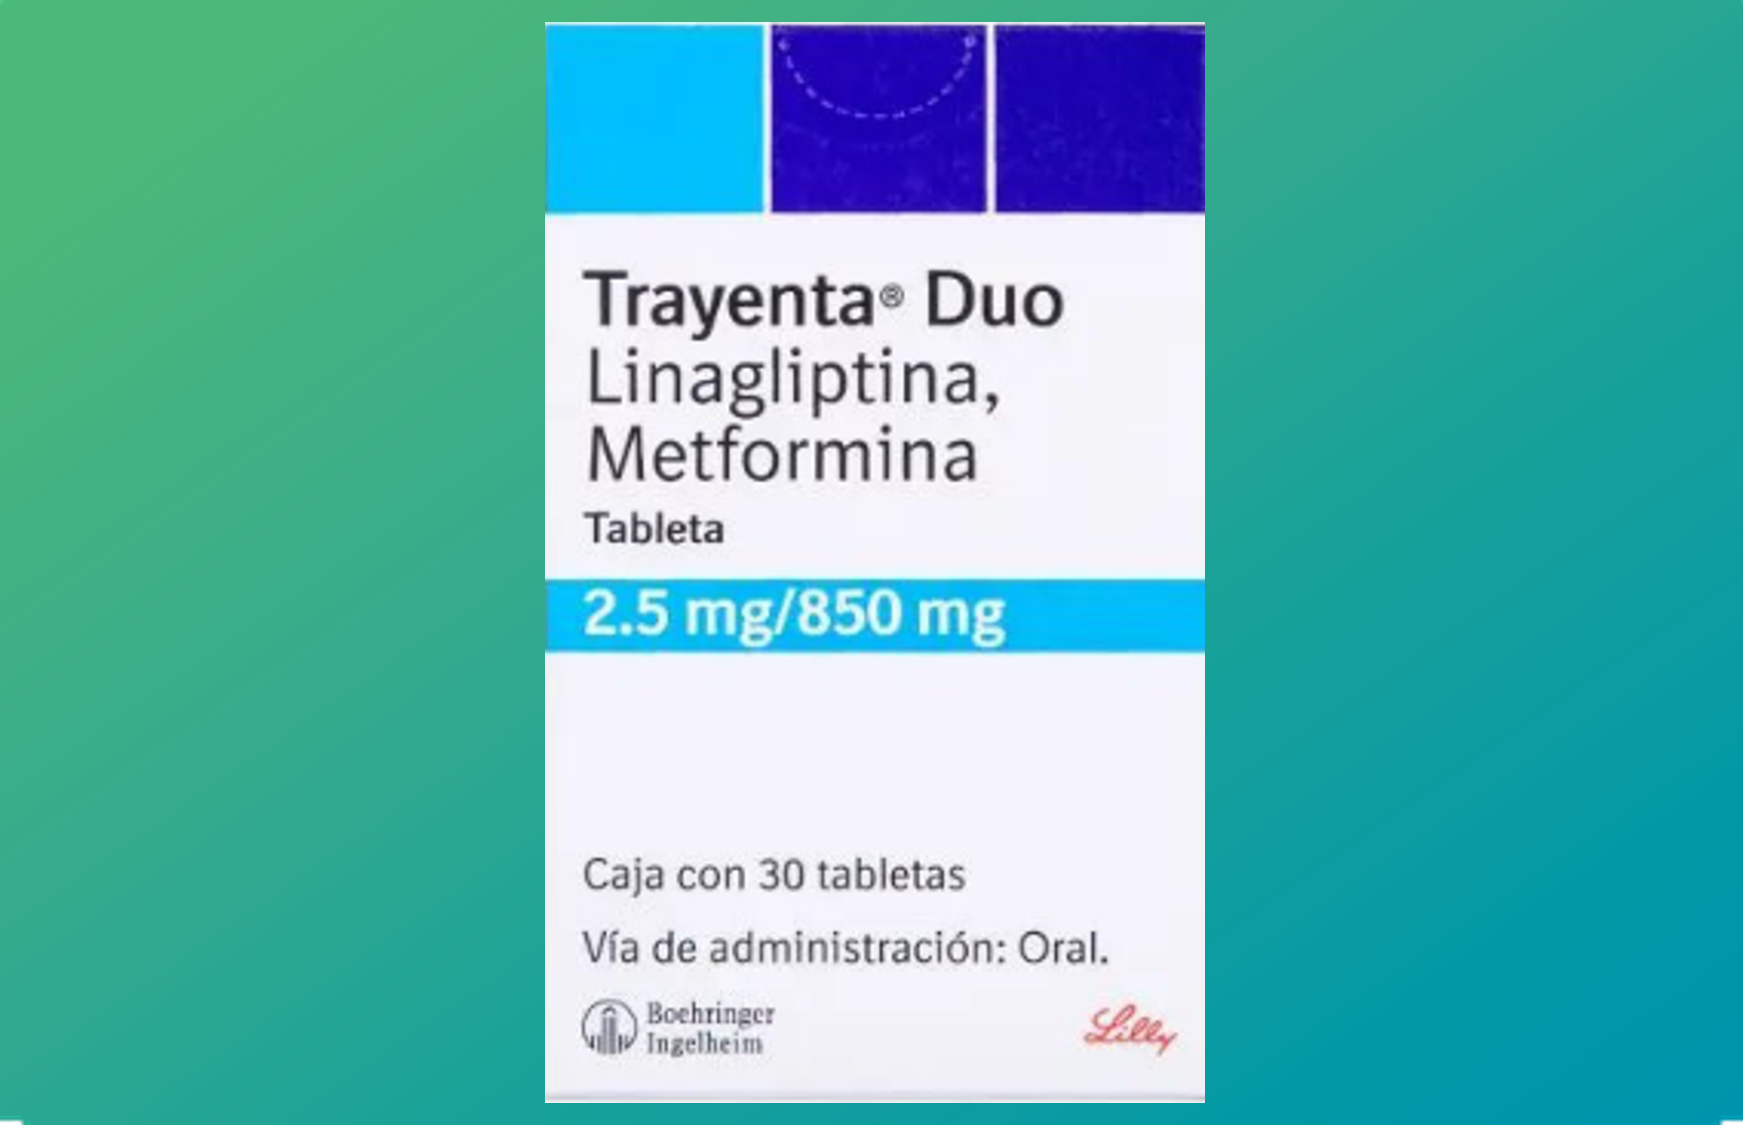 Trayenta® Duo
Linagliptina,
Metformina
Tableta
2.5 mg/850 mg
Caja con 30 tabletas
Vía de administración: Oral.
Boehringer
Ingelheim
Lilly